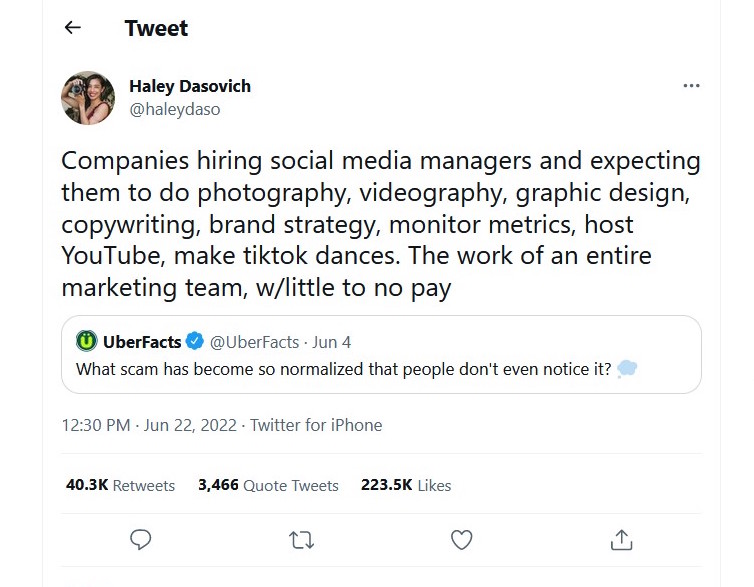 Tweet
Haley Dasovich
@haleydaso
Companies hiring social media managers and expecting
them to do photography, videography, graphic design,
copywriting, brand strategy, monitor metrics, host
YouTube, make tiktok dances. The work of an entire
marketing team, w/little to no pay
UberFacts @UberFacts · Jun 4
What scam has become so normalized that people don't even notice it?
12:30 PM · Jun 22, 2022 · Twitter for iPhone
40.3K Retweets 3,466 Quote Tweets 223.5K Likes